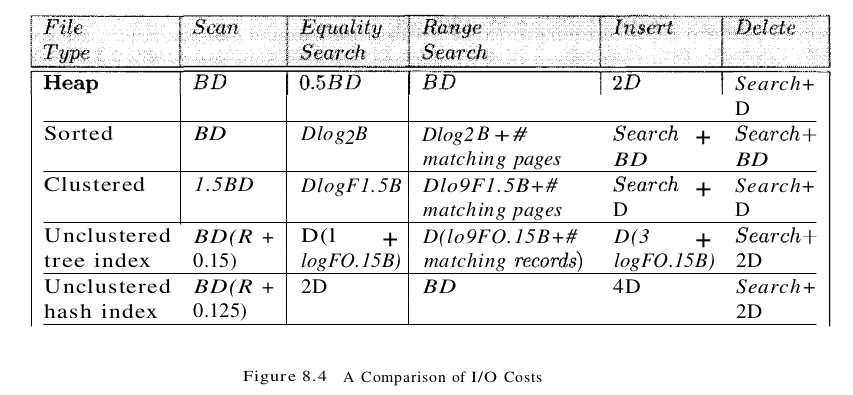 File Type Scan Equality Search Range Search Insert Delete
Heap BD 0.5BD BD 2D Search+ D
Sorted BD Dlog2B Dlog2B+# matching pages Search + BD Search+ BD
Clustered 1.5BD DlogF1.5B Dlo9F1.5B+# matching pages Search + D Search+ D
Unclustered tree index BD(R + 0.15) D(1 + logFO.15B) D(lo9FO.15B+# matching records) D(3 + logFO.15B) Search+ 2D
Unclustered hash index BD(R + 0.125) 2D BD 4D Search+ 2D
Figure 8.4 A Comparison of I/O Costs